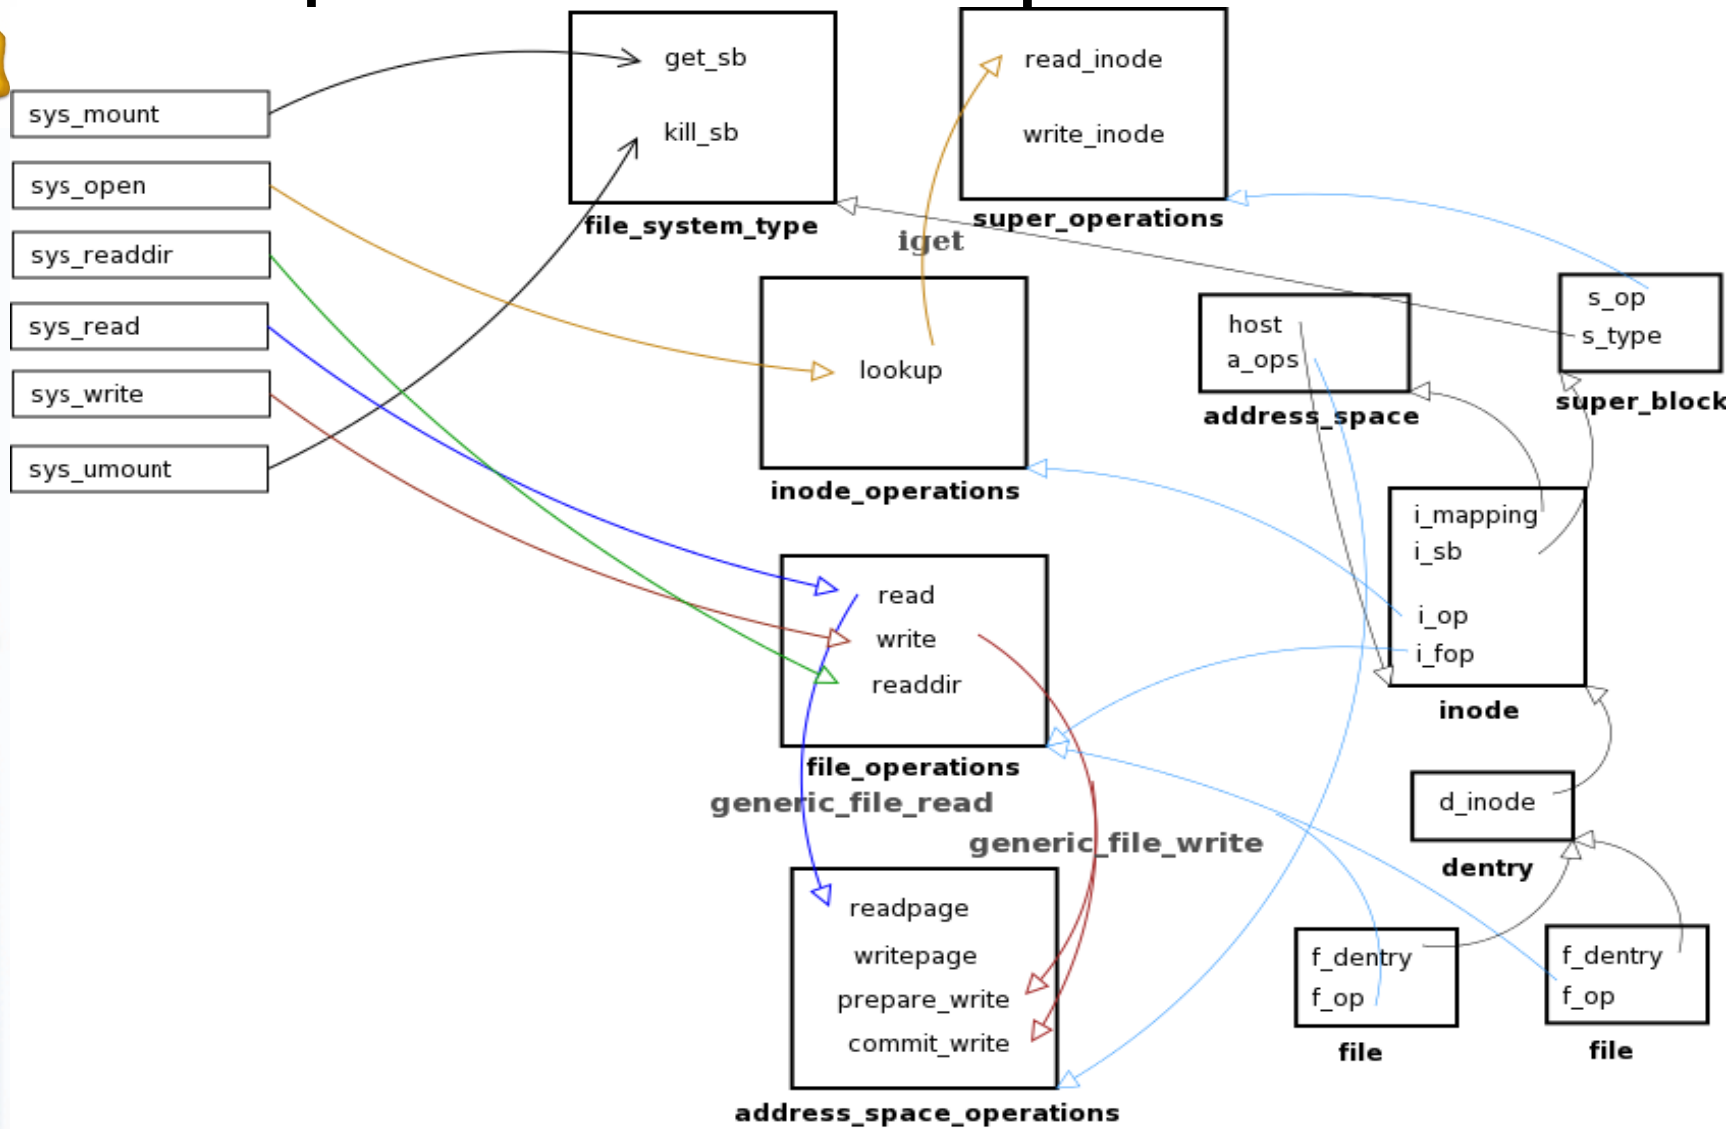 sys_mount
sys_open
sys_readdir
sys_read
sys_write
sys_umount
get_sb
kill_sb
file_system_type
read_inode
write_inode
super_operations
iget
lookup
inode_operations
host
a_ops
address_space
s_op
s_type
super_block
i_mapping
i_sb
i_op
i_fop
inode
read
write
readdir
file_operations
generic_file_read
generic_file_write
d_inode
dentry
readpage
writepage
prepare_write
commit_write
address_space_operations
f_dentry
f_op
file
f_dentry
f_op
file